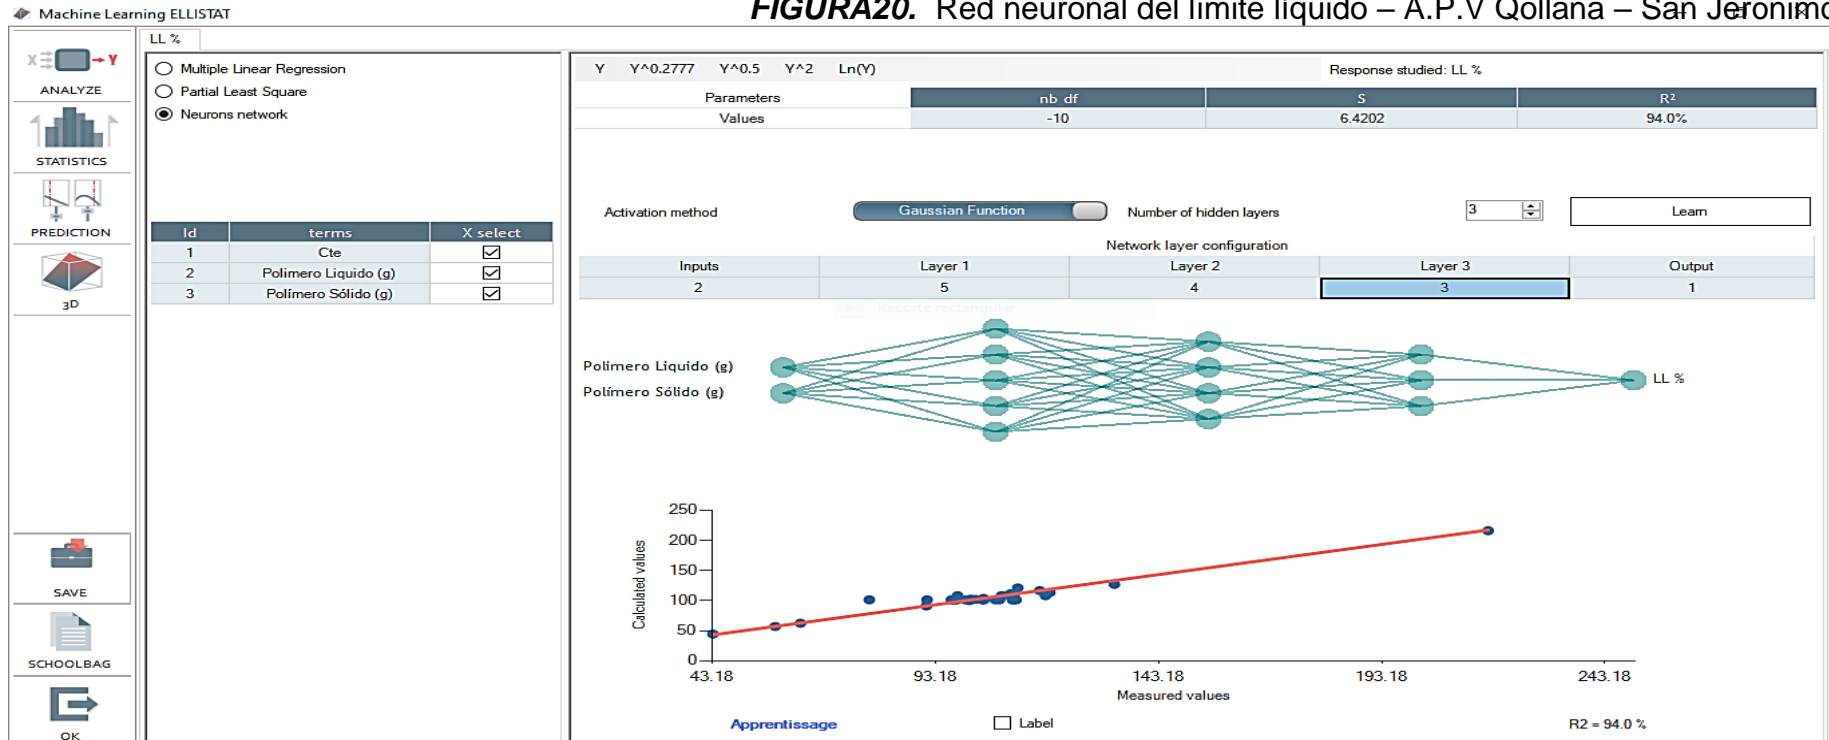 Machine Learning ELLISTAT
FIGURA20. Red neuronal del límite líquido – A.P.V Qollana – San Jerónimo
X Y
ANALYZE
STATISTICS
PREDICTION
3D
SAVE
SCHOOLBAG
OK
LL %
Multiple Linear Regression
Partial Least Square
Neurons network
Id terms X select
1 Cte
2 Polimero Liquido (g)
3 Polímero Sólido (g)
Y Y^0.2777 Y^0.5 Y^2 Ln(Y) Response studied: LL %
Parameters nb df S R²
Values -10 6.4202 94.0%
Activation method Gaussian Function Number of hidden layers 3 Learn
Network layer configuration
Inputs Layer 1 Layer 2 Layer 3 Output
2 5 4 3 1
Recorte rectangular
Polimero Liquido (g)
Polímero Sólido (g)
LL %
250
200
150
100
50
0
Calculated values
43.18 93.18 143.18 193.18 243.18
Measured values
Apprentissage Label R2 = 94.0 %